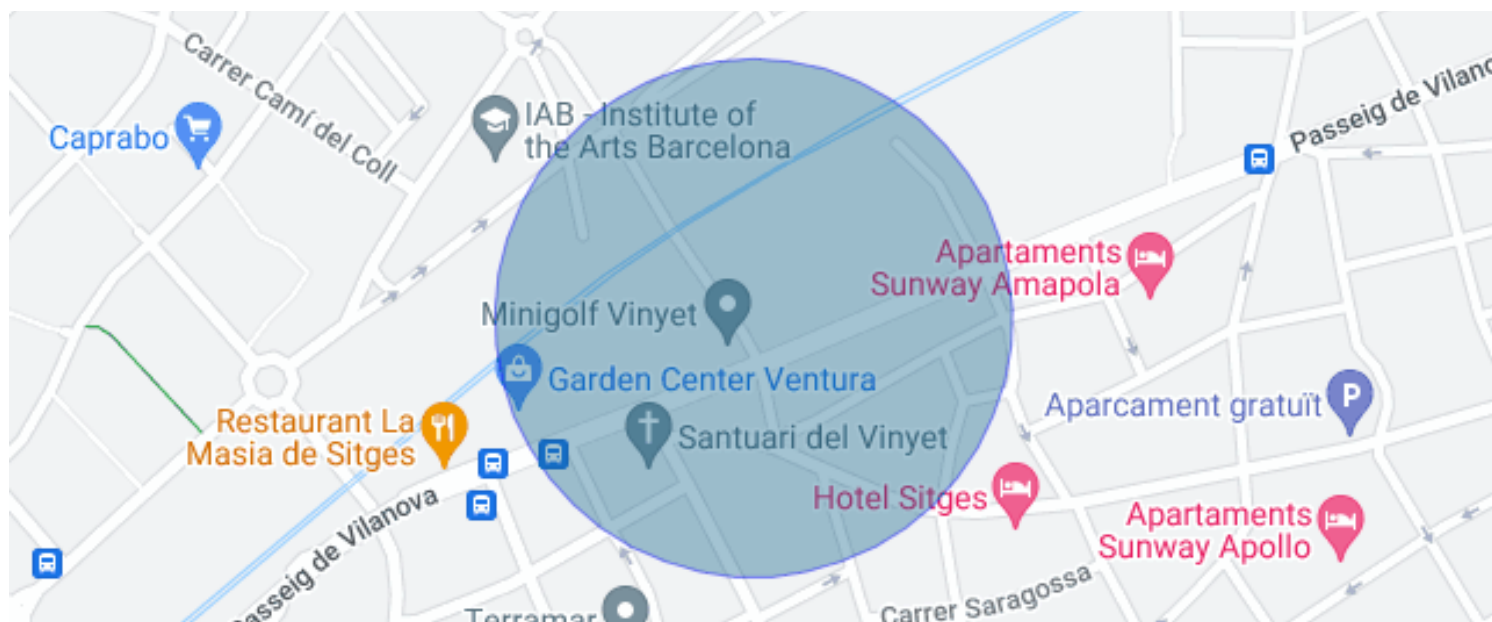 Carrer Camí del Coll
Caprabo
IAB - Institute of
the Arts Barcelona
Passeig de Vilano
Apartaments
Sunway Amapola
Minigolf Vinyet
Garden Center Ventura
Restaurant La
Masia de Sitges
Santuari del Vinyet
Aparcament gratuït
P
Hotel Sitges
Apartaments
Sunway Apollo
Passeig de Vilanova
Carrer Saragossa
Terramar